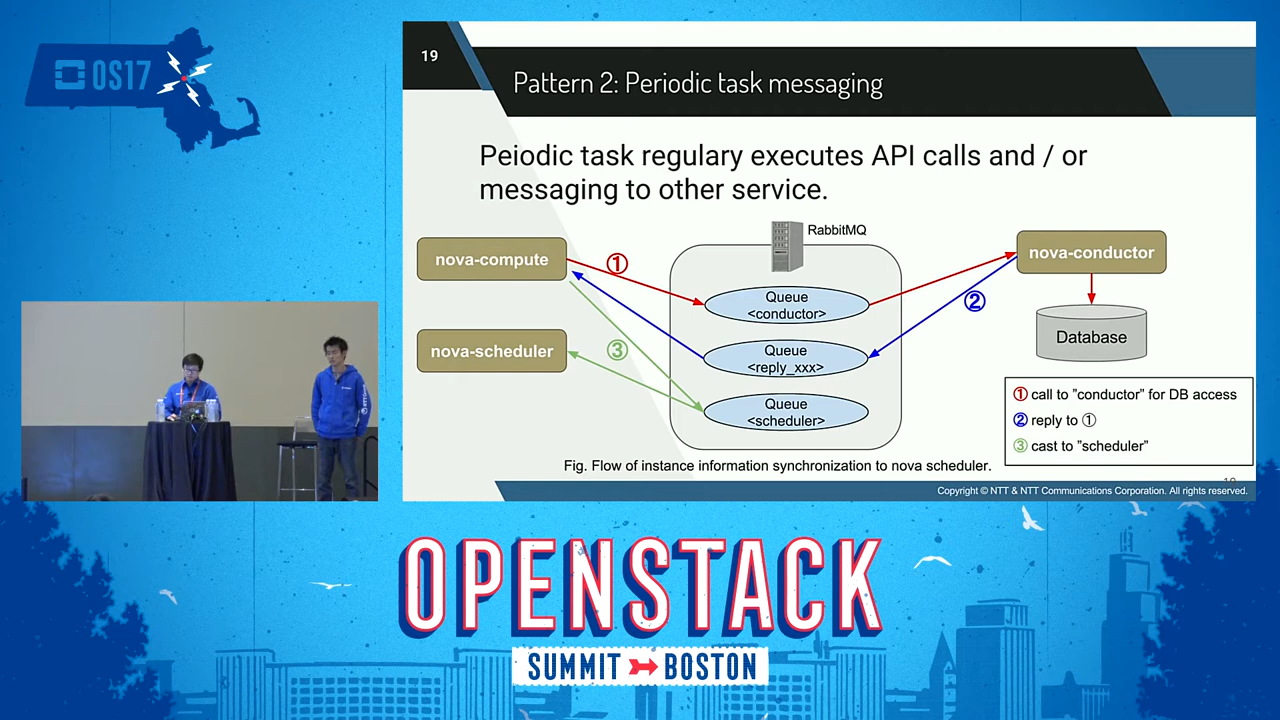 OS17
19
Pattern 2: Periodic task messaging
Peiodic task regulary executes API calls and / or
messaging to other service.
RabbitMQ
nova-compute
①
Queue
<conductor>
nova-conductor
②
nova-scheduler
③
Queue
<reply_xxx>
Database
Queue
<scheduler>
① call to "conductor" for DB access
② reply to ①
③ cast to "scheduler"
Fig. Flow of instance information synchronization to nova scheduler.
Copyright © NTT & NTT Communications Corporation. All rights reserved.
OPENSTACK
SUMMIT BOSTON